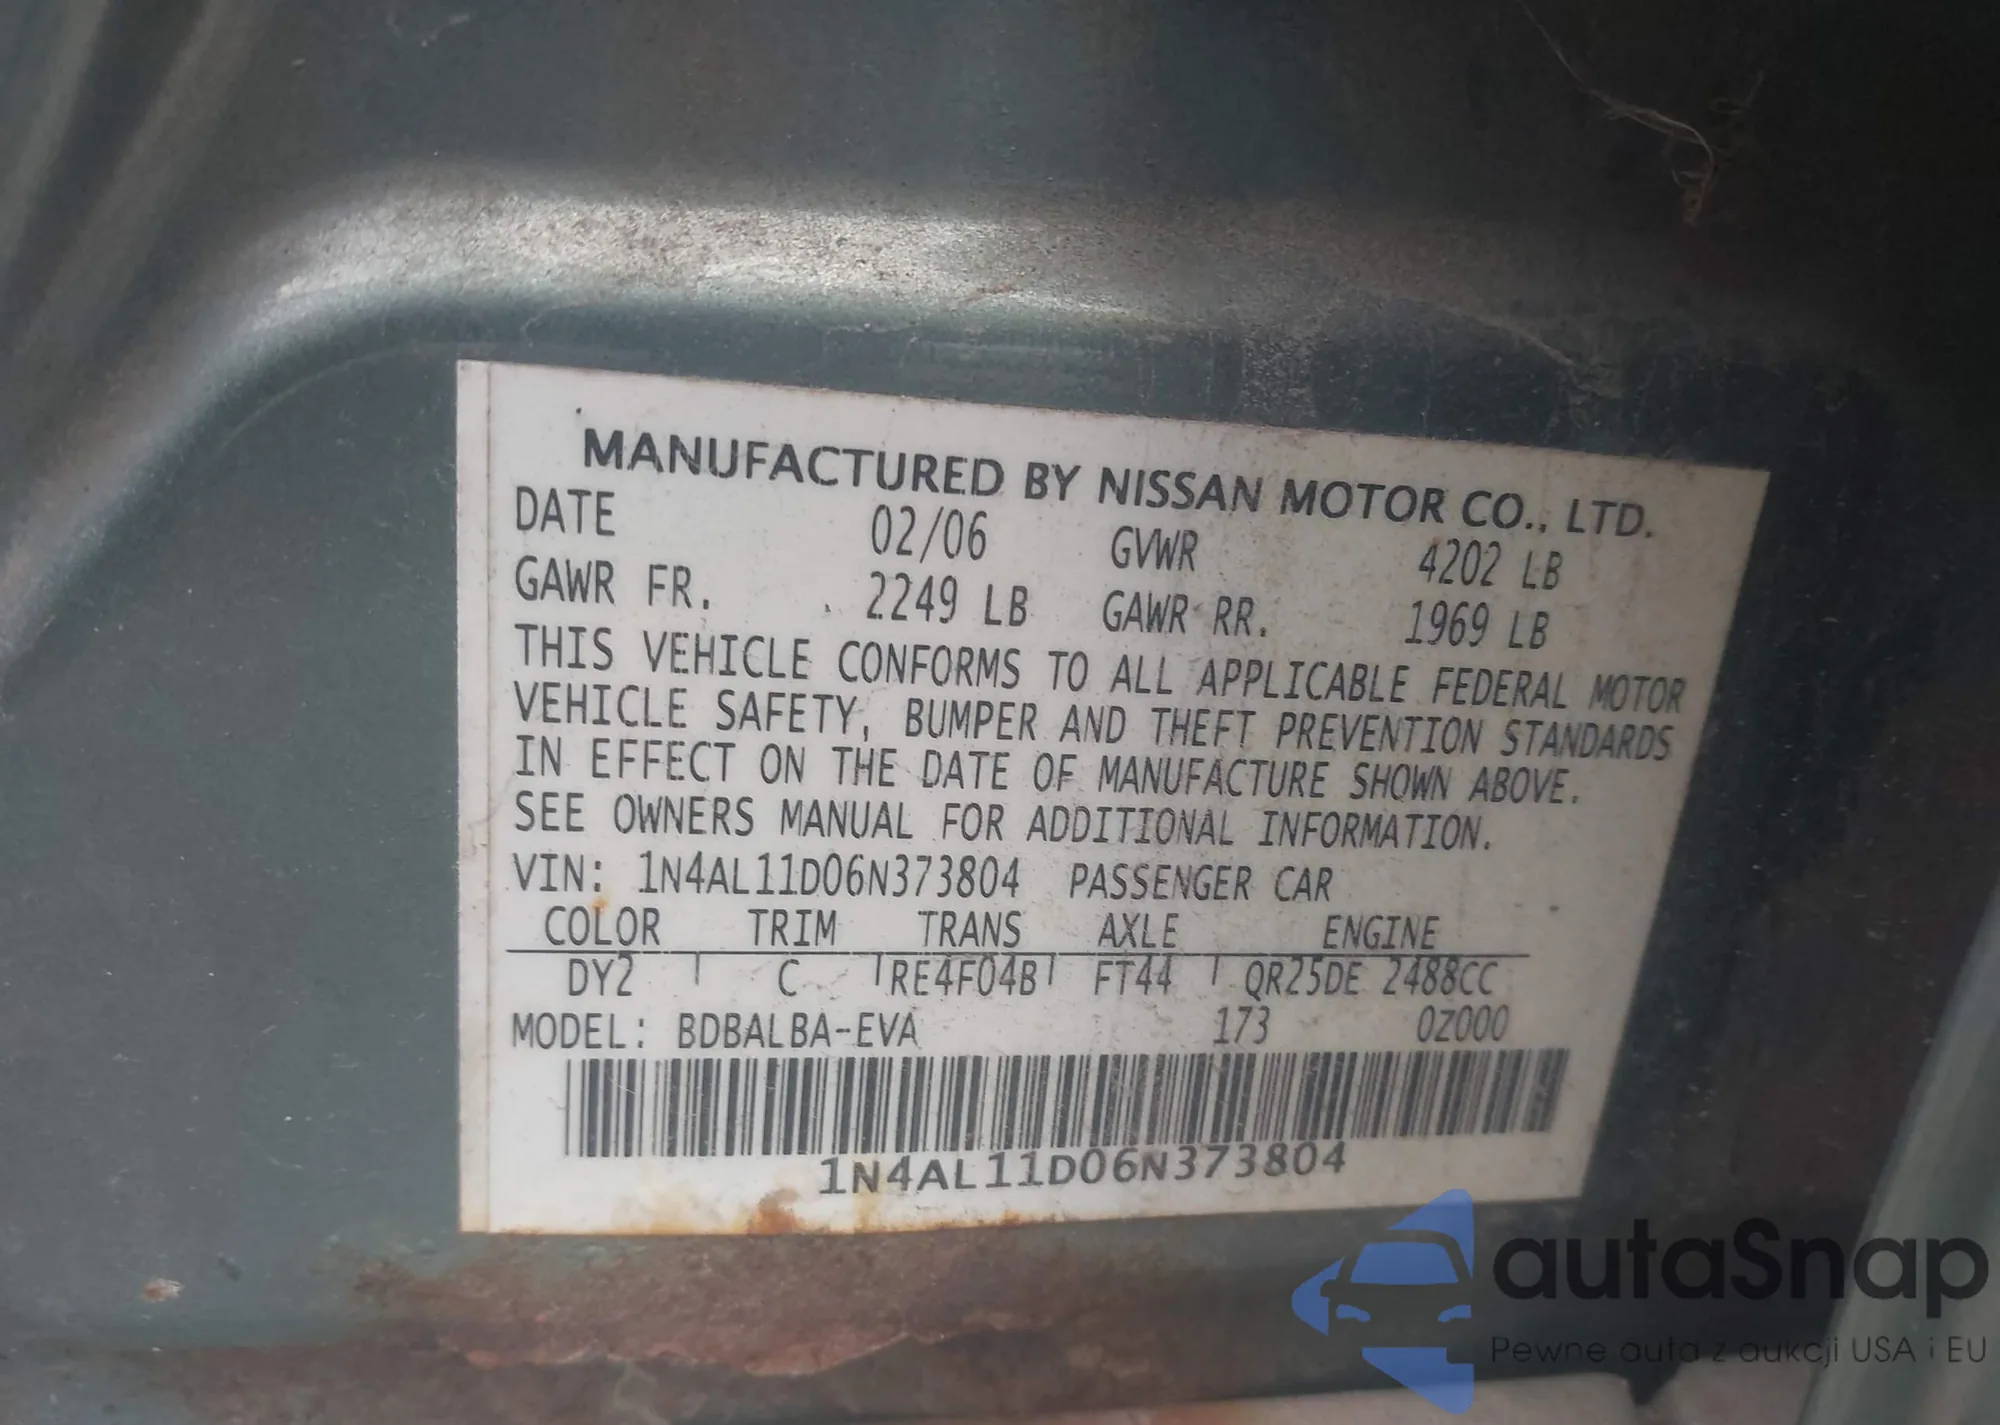 MANUFACTURED BY NISSAN MOTOR CO., LTD.
DATE 02/06 GVWR 4202 LB
GAWR FR. 2249 LB GAWR RR. 1969 LB
THIS VEHICLE CONFORMS TO ALL APPLICABLE FEDERAL MOTOR
VEHICLE SAFETY, BUMPER AND THEFT PREVENTION STANDARDS
IN EFFECT ON THE DATE OF MANUFACTURE SHOWN ABOVE.
SEE OWNERS MANUAL FOR ADDITIONAL INFORMATION.
VIN: 1N4AL11D06N373804 PASSENGER CAR
COLOR TRIM TRANS AXLE ENGINE
DY2 C RE4F04B FT44 QR25DE 2488CC
MODEL: BDBALBA-EVA 173 0Z000
1N4AL11D06N373804
autaSnap
Pewne auta z aukcji USA i EU